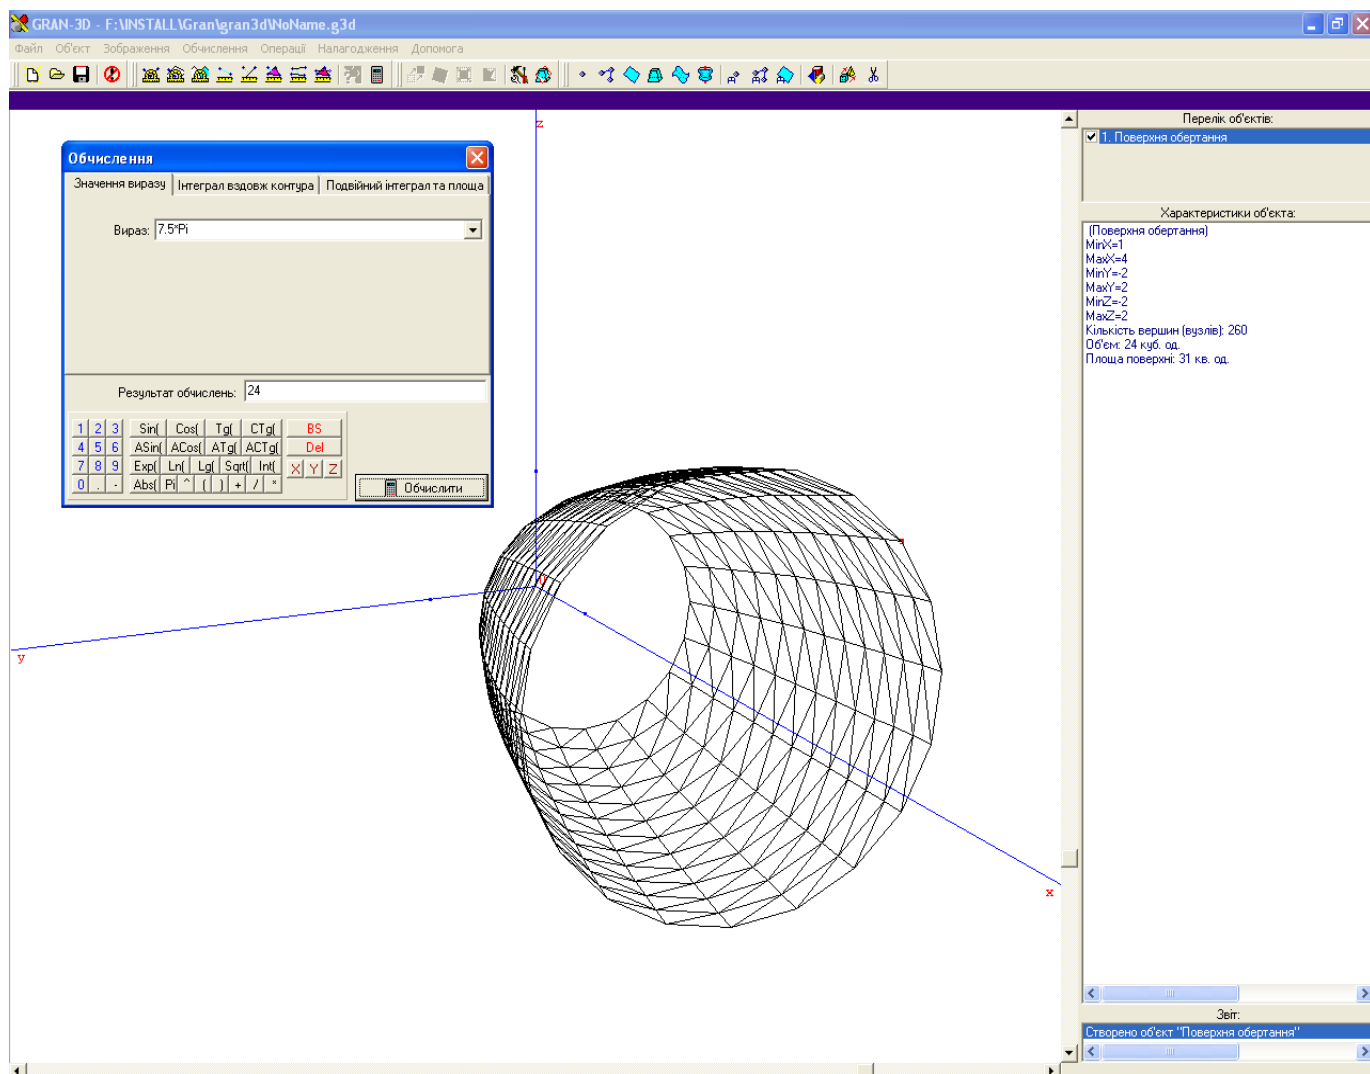 GRAN-3D - F:\INSTALL\Gran\gran3d\NoName.g3d
Файл Об'єкт Зображення Обчислення Операції Налагодження Допомога
Обчислення
Значення виразу Інтеграл вздовж контура Подвійний інтеграл та площа
Вираз: 7.5*Pi
Результат обчислень: 24
1 2 3 Sin( Cos( Tg( CTg( BS
4 5 6 ASin( ACos( ATg( ACTg( Del
7 8 9 Exp( Ln( Lg( Sqrt( Int( X Y Z
0 . - Abs( Pi ^ ( ) + / *
Обчислити
z
0
y
x
Перелік об'єктів:
1. Поверхня обертання
Характеристики об'єкта:
(Поверхня обертання)
MinX=1
MaxX=4
MinY=-2
MaxY=2
MinZ=-2
MaxZ=2
Кількість вершин (вузлів): 260
Об'єм: 24 куб. од.
Площа поверхні: 31 кв. од.
Звіт:
Створено об'єкт "Поверхня обертання"